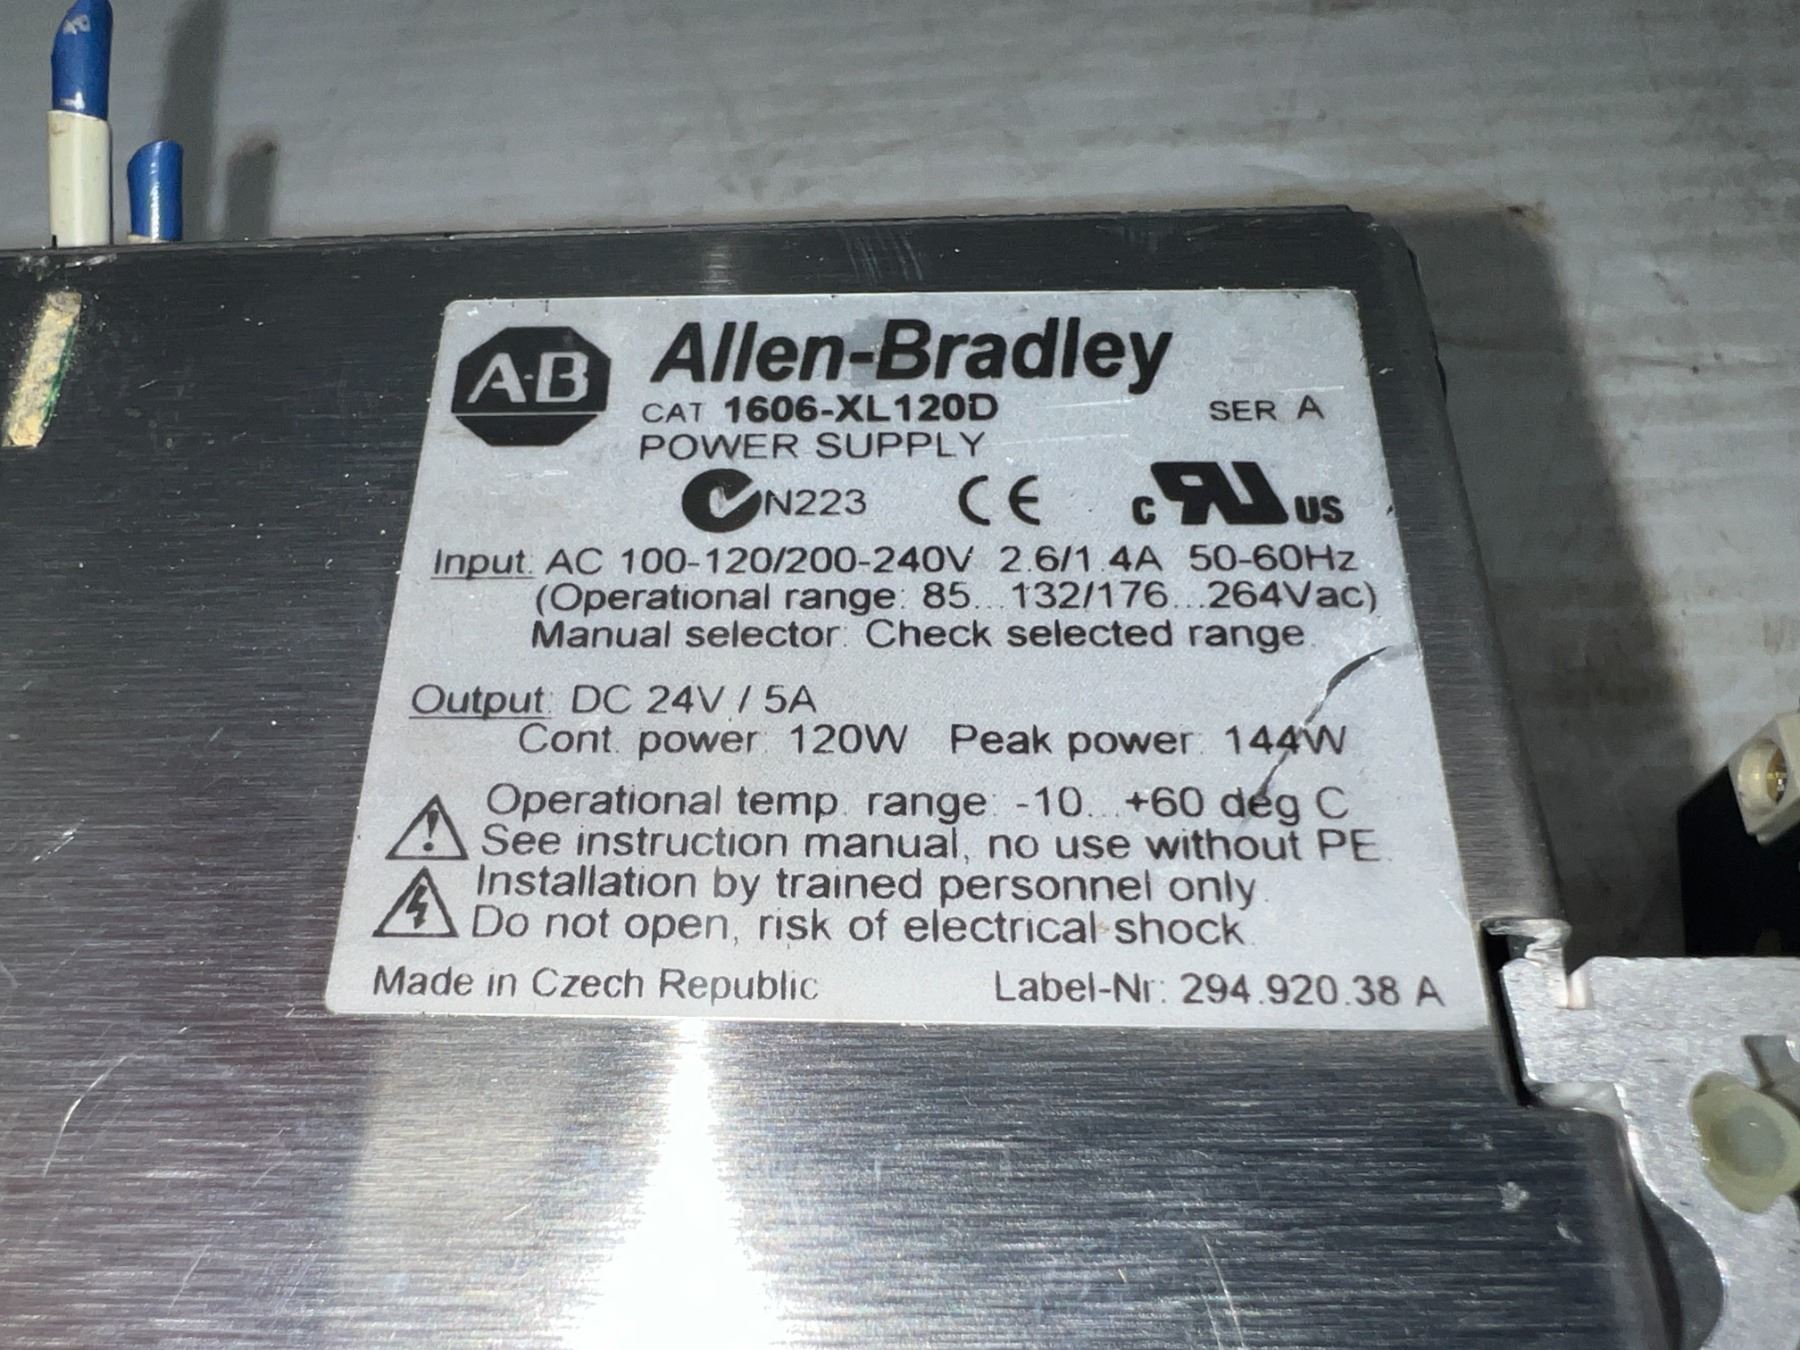 A-B Allen-Bradley
CAT 1606-XL120D SER A
POWER SUPPLY
N223 CE c RU US
Input: AC 100-120/200-240V 2.6/1.4A 50-60Hz
(Operational range: 85...132/176...264Vac)
Manual selector: Check selected range.
Output: DC 24V / 5A
Cont. power: 120W Peak power: 144W
Operational temp. range: -10...+60 deg C
See instruction manual, no use without PE.
Installation by trained personnel only.
Do not open, risk of electrical shock.
Made in Czech Republic Label-Nr: 294.920.38 A